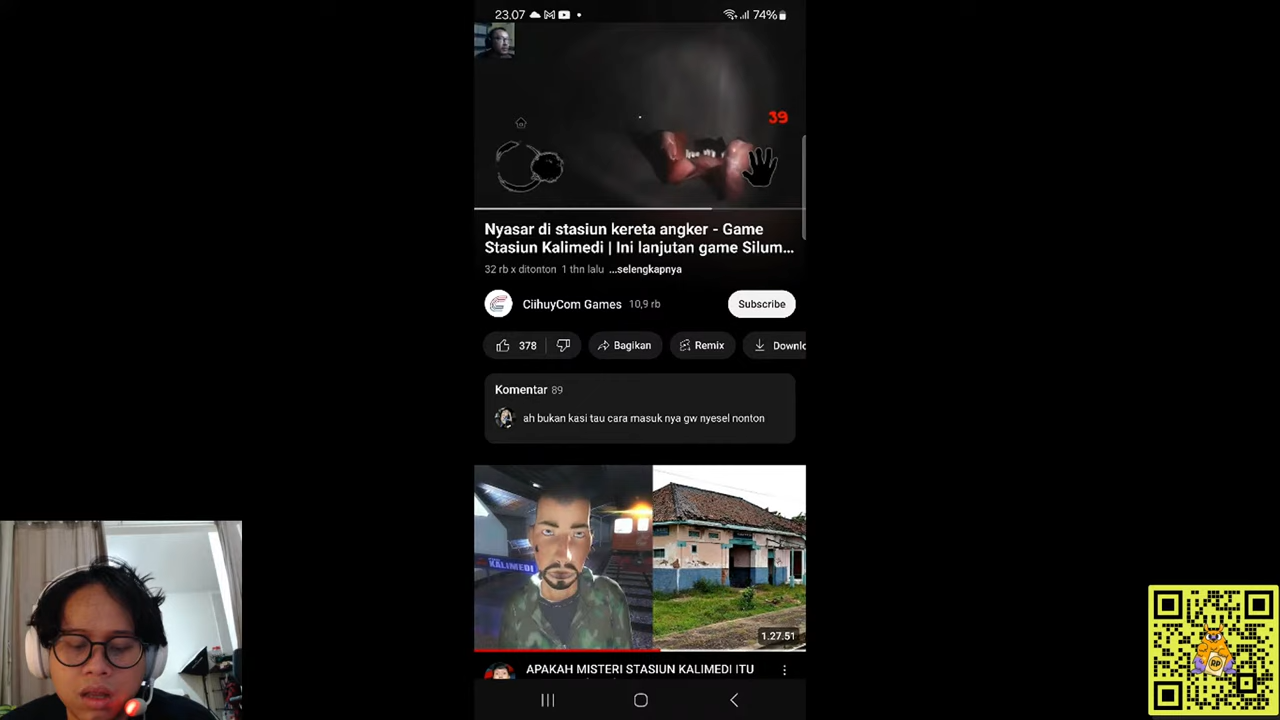 23.07
74%
39
Nyasar di stasiun kereta angker - Game
Stasiun Kalimedi | Ini lanjutan game Silum...
32 rb x ditonton 1 thn lalu ...selengkapnya
CiihuyCom Games 10,9 rb
Subscribe
378
Bagikan
Remix
Downlo
Komentar 89
ah bukan kasi tau cara masuk nya gw nyesel nonton
KALIMEDI
1.27.51
APAKAH MISTERI STASIUN KALIMEDI ITU
RP